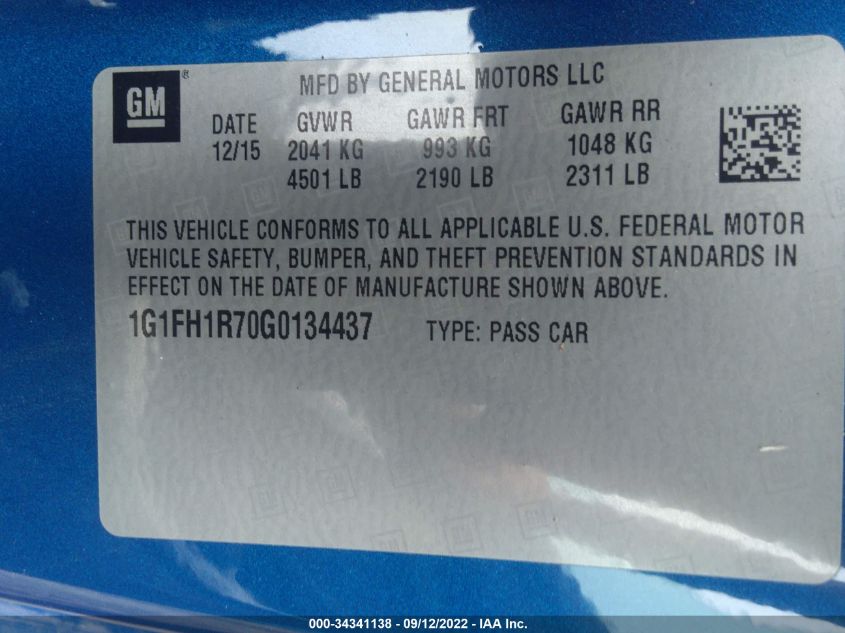 GM ®
MFD BY GENERAL MOTORS LLC
DATE GVWR GAWR FRT GAWR RR
12/15 2041 KG 993 KG 1048 KG
4501 LB 2190 LB 2311 LB
THIS VEHICLE CONFORMS TO ALL APPLICABLE U.S. FEDERAL MOTOR
VEHICLE SAFETY, BUMPER, AND THEFT PREVENTION STANDARDS IN
EFFECT ON THE DATE OF MANUFACTURE SHOWN ABOVE.
1G1FH1R70G0134437 TYPE: PASS CAR
000-34341138 - 09/12/2022 - IAA Inc.